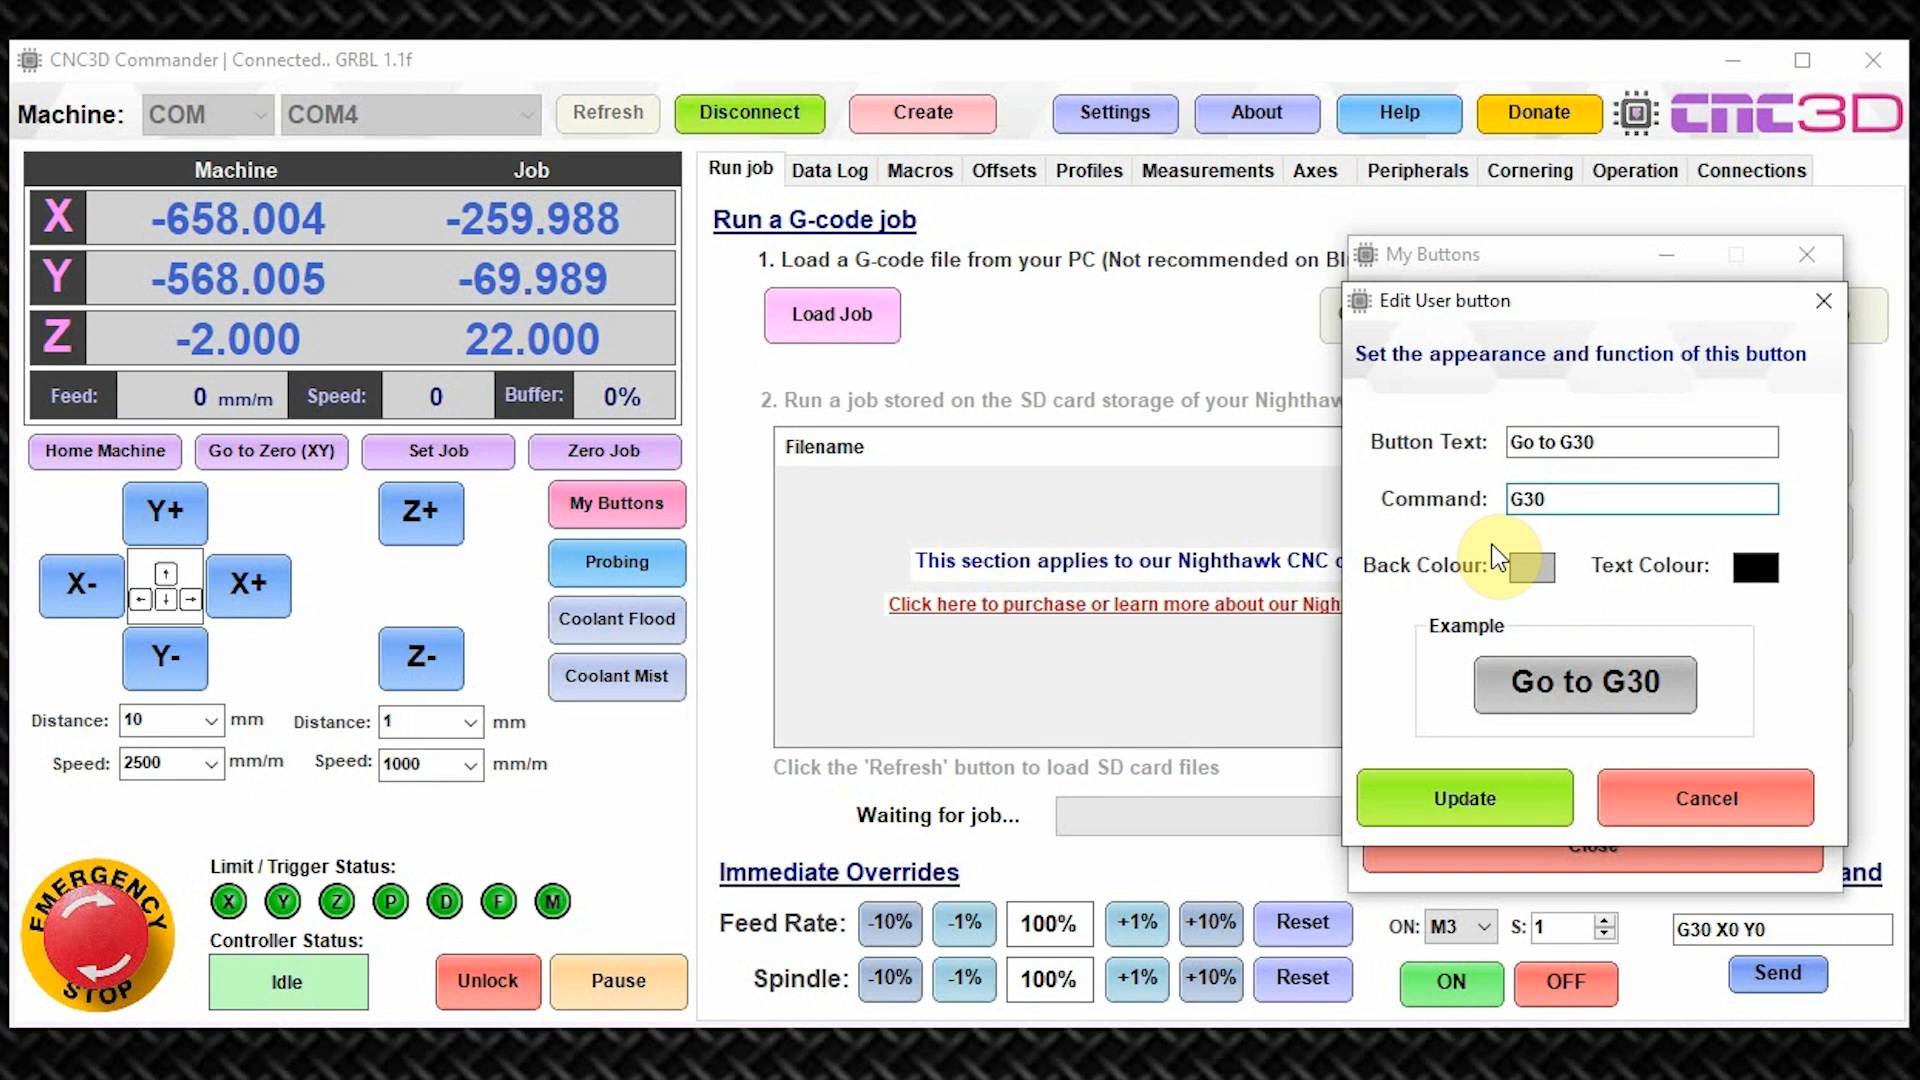 CNC3D Commander | Connected.. GRBL 1.1f
Machine: COM COM4 Refresh Disconnect Create Settings About Help Donate CNC3D
Machine Job
X -658.004 -259.988
Y -568.005 -69.989
Z -2.000 22.000
Feed: 0 mm/m Speed: 0 Buffer: 0%
Home Machine Go to Zero (XY) Set Job Zero Job
Y+ Z+ My Buttons
X- X+ Probing
Coolant Flood
Y- Z- Coolant Mist
Distance: 10 mm Distance: 1 mm
Speed: 2500 mm/m Speed: 1000 mm/m
EMERGENCY STOP
Limit / Trigger Status:
X Y Z P D F M
Controller Status:
Idle Unlock Pause
Run job Data Log Macros Offsets Profiles Measurements Axes Peripherals Cornering Operation Connections
Run a G-code job
1. Load a G-code file from your PC (Not recommended on Bl
Load Job
2. Run a job stored on the SD card storage of your Nighthaw
Filename
This section applies to our Nighthawk CNC
Click here to purchase or learn more about our Nigh
Click the 'Refresh' button to load SD card files
Waiting for job...
Immediate Overrides
Feed Rate: -10% -1% 100% +1% +10% Reset
Spindle: -10% -1% 100% +1% +10% Reset
My Buttons
Edit User button
Set the appearance and function of this button
Button Text: Go to G30
Command: G30
Back Colour: Text Colour:
Example
Go to G30
Update Cancel
Close
and
ON: M3 S: 1 G30 X0 Y0
ON OFF Send